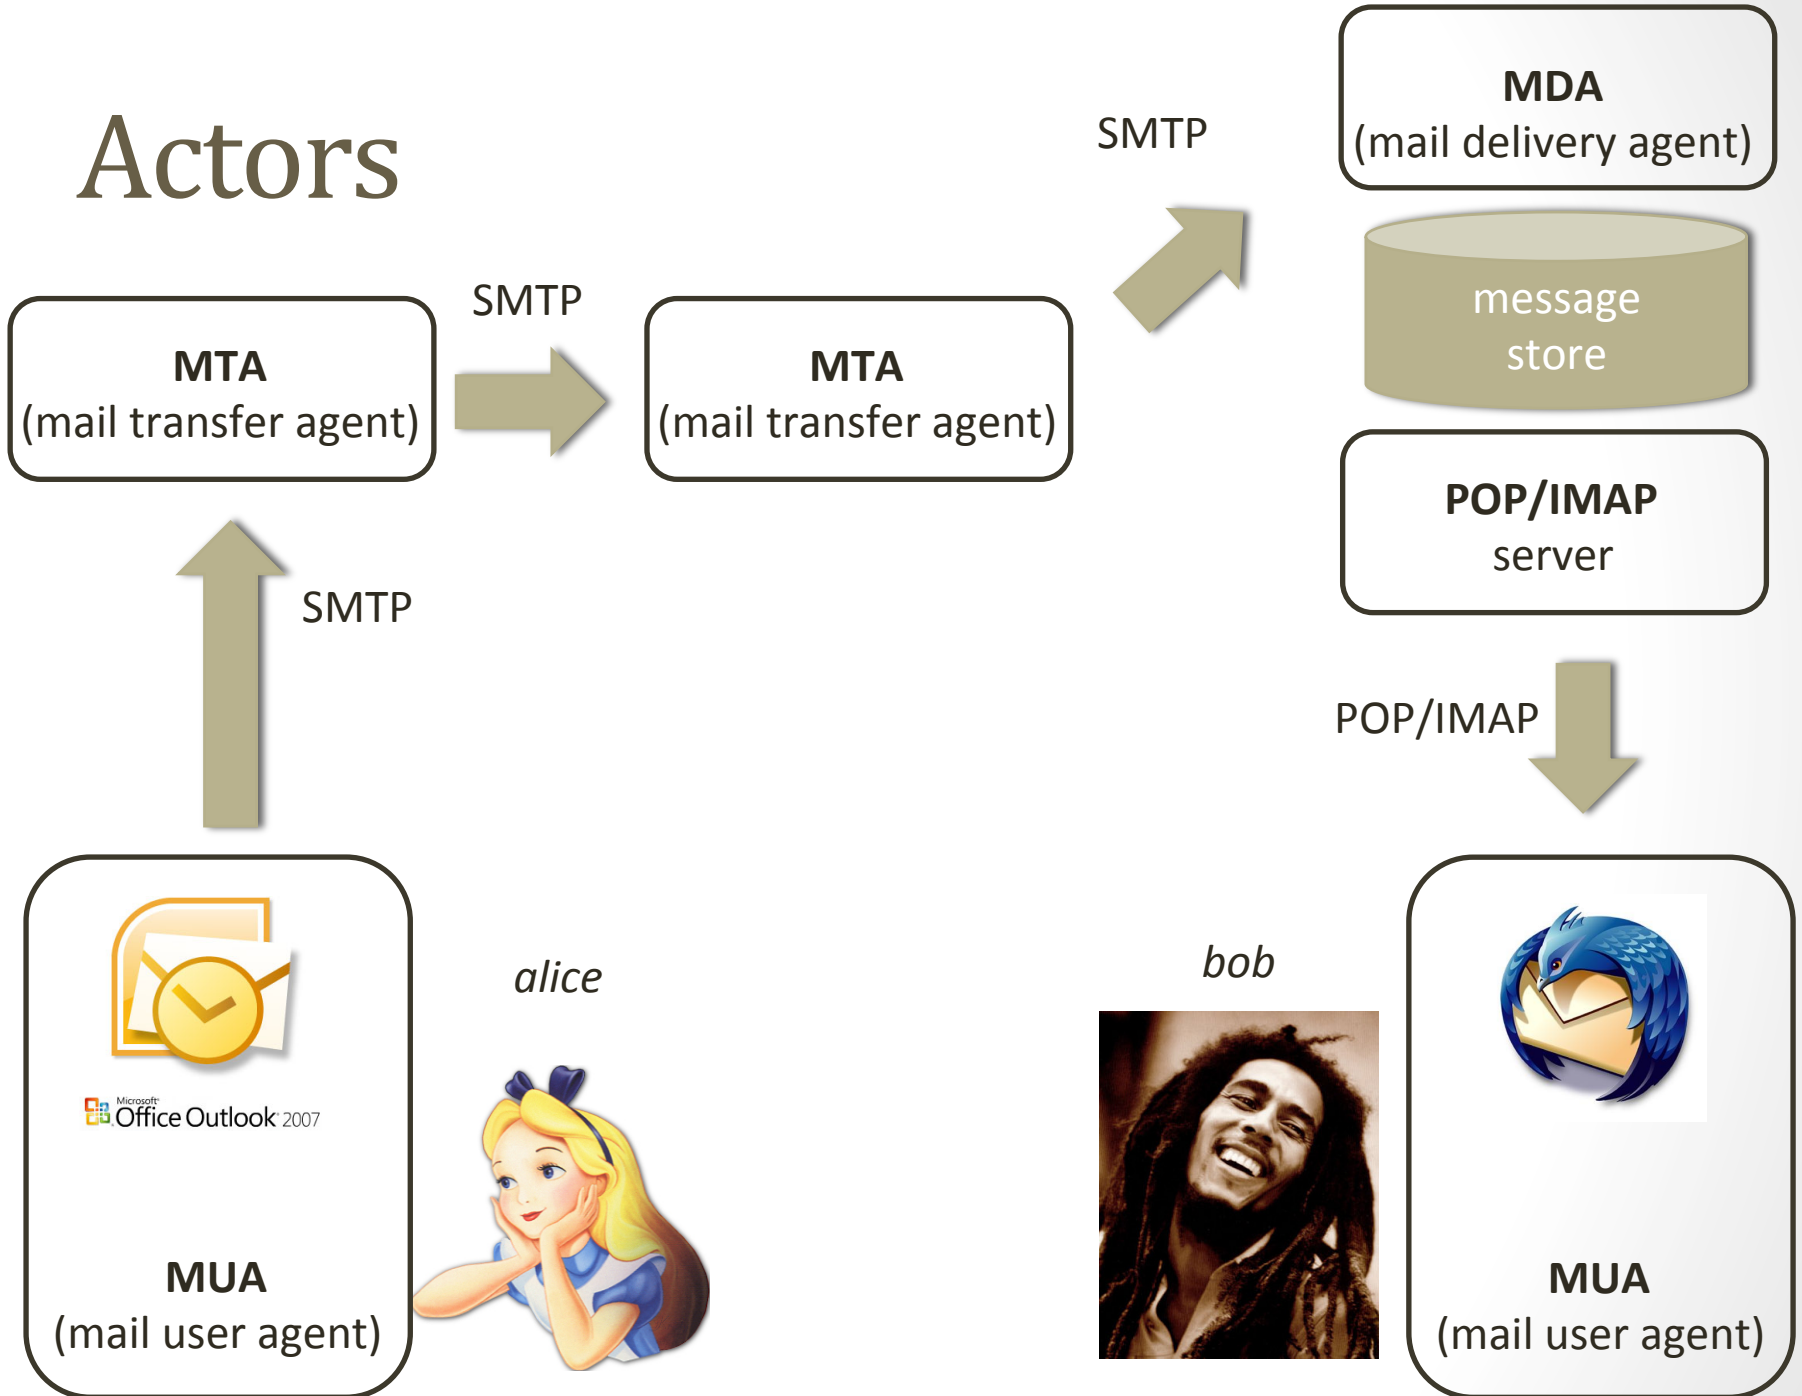 Actors
SMTP
MDA
(mail delivery agent)
message
store
SMTP
MTA
(mail transfer agent)
MTA
(mail transfer agent)
POP/IMAP
server
SMTP
POP/IMAP
alice
bob
Microsoft
Office Outlook 2007
MUA
(mail user agent)
MUA
(mail user agent)